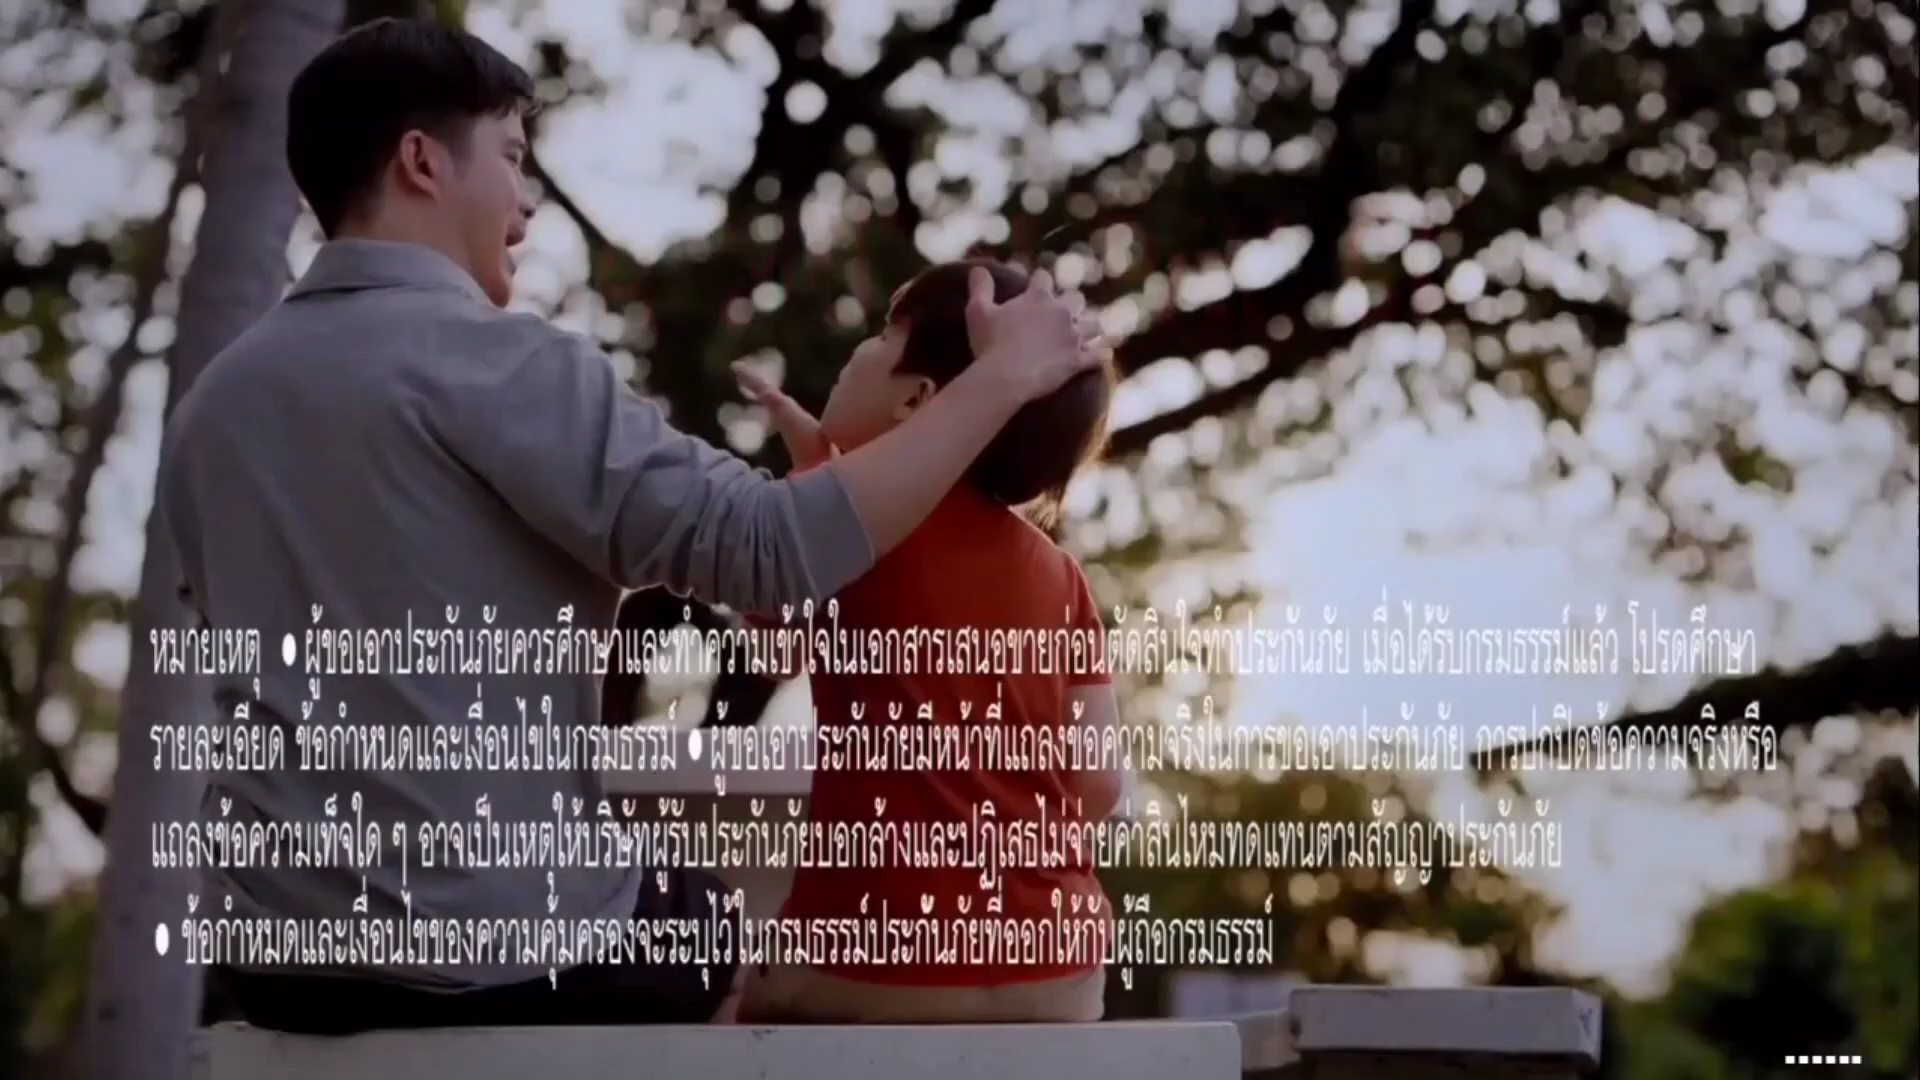 หมายเหตุ ● ผู้ขอเอาประกันภัยควรศึกษาและทำความเข้าใจในเอกสารเสนอขายก่อนตัดสินใจทำประกันภัย เมื่อได้รับกรมธรรม์แล้ว โปรดศึกษา
รายละเอียด ข้อกำหนดและเงื่อนไขในกรมธรรม์ ● ผู้ขอเอาประกันภัยมีหน้าที่แถลงข้อความจริงในการขอเอาประกันภัย การปกปิดข้อความจริงหรือ
แถลงข้อความเท็จใด ๆ อาจเป็นเหตุให้บริษัทผู้รับประกันภัยบอกล้างและปฏิเสธไม่จ่ายค่าสินไหมทดแทนตามสัญญาประกันภัย
● ข้อกำหนดและเงื่อนไขของความคุ้มครองจะระบุไว้ในกรมธรรม์ประกันภัยที่ออกให้กับผู้ถือกรมธรรม์